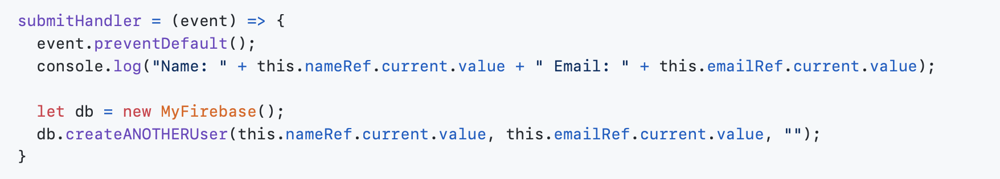 submitHandler = (event) => {
  event.preventDefault();
  console.log("Name: " + this.nameRef.current.value + " Email: " + this.emailRef.current.value);

  let db = new MyFirebase();
  db.createANOTHERUser(this.nameRef.current.value, this.emailRef.current.value, "");
}